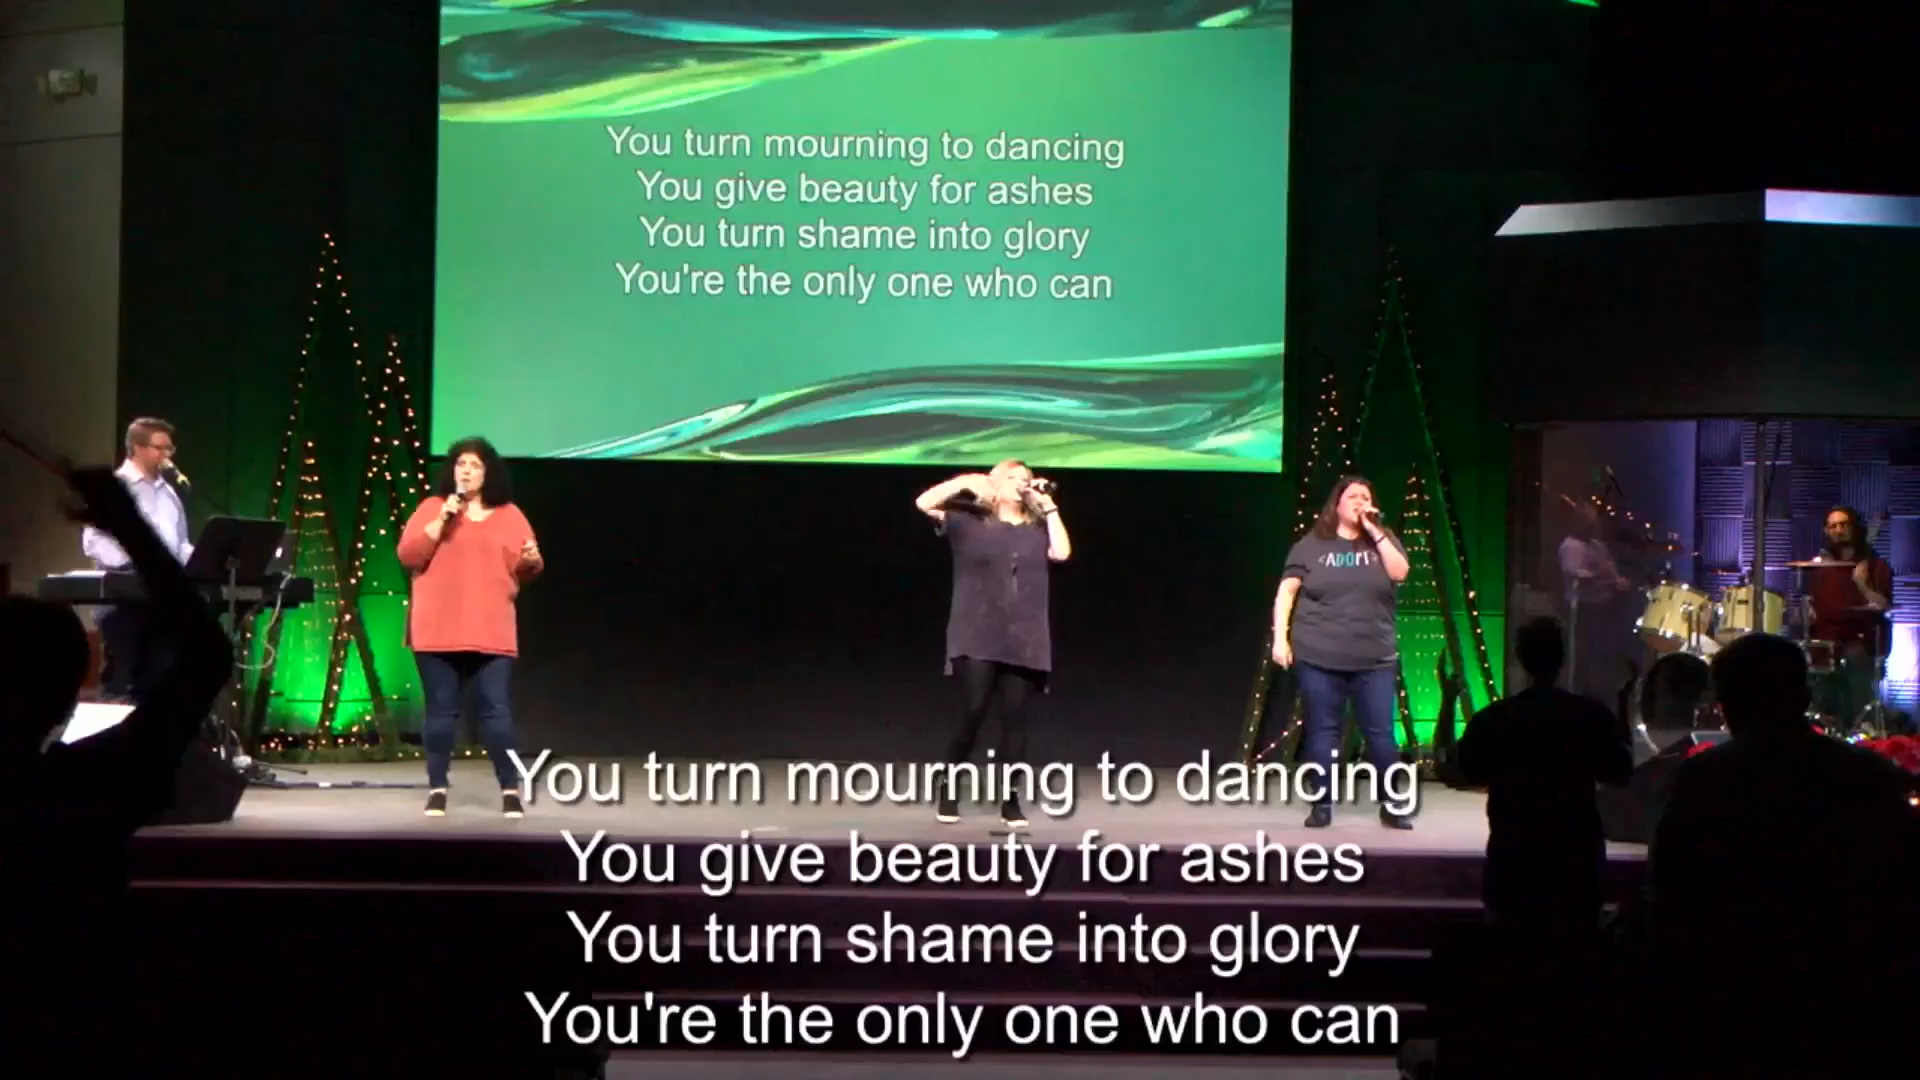 You turn mourning to dancing
You give beauty for ashes
You turn shame into glory
You're the only one who can
<ADOPT>
You turn mourning to dancing
You give beauty for ashes
You turn shame into glory
You're the only one who can